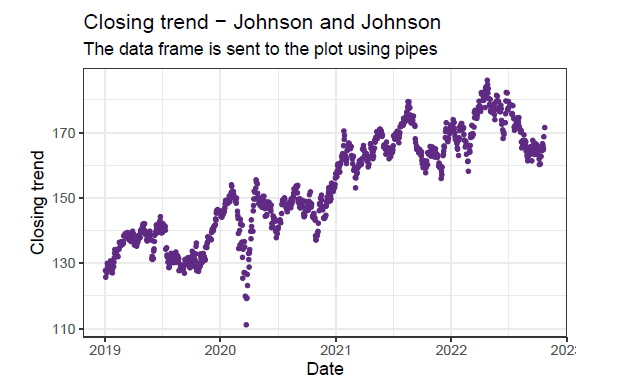 Closing trend − Johnson and Johnson
The data frame is sent to the plot using pipes
Closing trend
170
150
130
110
2019 2020 2021 2022 2023
Date